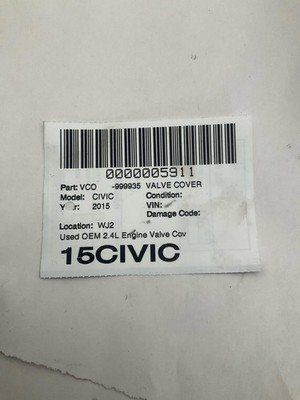 0000005911
Part: VCO -999935 VALVE COVER
Model: CIVIC Condition:
Year: 2015 VIN:
Damage Code:
Location: WJ2
Used OEM 2.4L Engine Valve Cov
15CIVIC